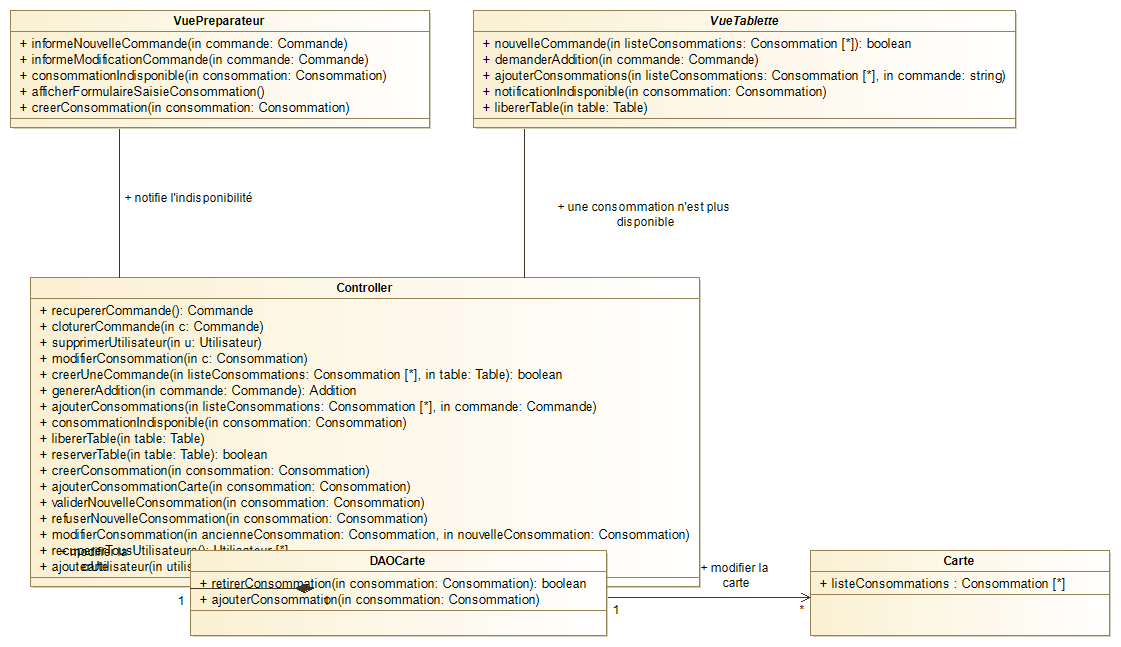 VuePreparateur
+ informeNouvelleCommande(in commande: Commande)
+ informeModificationCommande(in commande: Commande)
+ consommationIndisponible(in consommation: Consommation)
+ afficherFormulaireSaisieConsommation()
+ creerConsommation(in consommation: Consommation)
VueTablette
+ nouvelleCommande(in listeConsommations: Consommation [*]): boolean
+ demanderAddition(in commande: Commande)
+ ajouterConsommations(in listeConsommations: Consommation [*], in commande: string)
+ notificationIndisponible(in consommation: Consommation)
+ libererTable(in table: Table)
+ notifie l'indisponibilité
+ une consommation n'est plus
disponible
Controller
+ recupererCommande(): Commande
+ cloturerCommande(in c: Commande)
+ supprimerUtilisateur(in u: Utilisateur)
+ modifierConsommation(in c: Consommation)
+ creerUneCommande(in listeConsommations: Consommation [*], in table: Table): boolean
+ genererAddition(in commande: Commande): Addition
+ ajouterConsommations(in listeConsommations: Consommation [*], in commande: Commande)
+ consommationIndisponible(in consommation: Consommation)
+ libererTable(in table: Table)
+ reserverTable(in table: Table): boolean
+ creerConsommation(in consommation: Consommation)
+ ajouterConsommationCarte(in consommation: Consommation)
+ validerNouvelleConsommation(in consommation: Consommation)
+ refuserNouvelleConsommation(in consommation: Consommation)
+ modifierConsommation(in ancienneConsommation: Consommation, in nouvelleConsommation: Consommation)
+ recupererTousUtilisateurs(): Utilisateur [*]
+ modifier la
carte
DAOCarte
+ retirerConsommation(in consommation: Consommation): boolean
+ ajouterConsommation(in consommation: Consommation)
1
+ modifier la
carte
1
*
Carte
+ listeConsommations : Consommation [*]